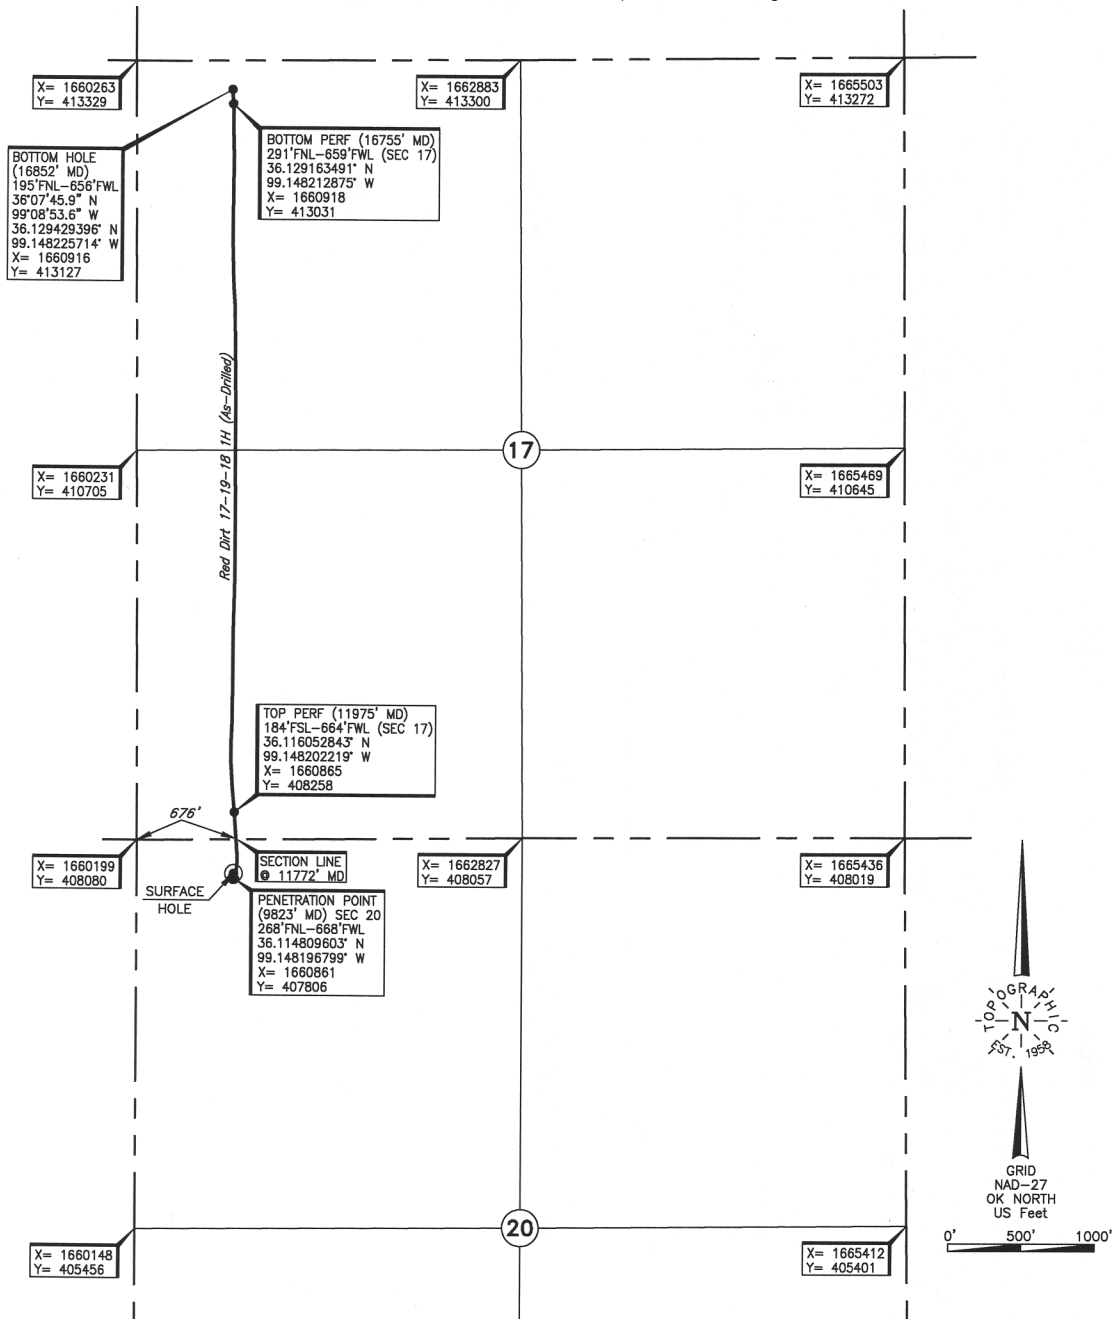 X= 1660263
Y= 413329
X= 1662883
Y= 413300
X= 1665503
Y= 413272
BOTTOM HOLE
(16852' MD)
195'FNL-656'FWL
36°07'45.9" N
99°08'53.6" W
36.129429396° N
99.148225714° W
X= 1660916
Y= 413127
BOTTOM PERF (16755' MD)
291'FNL-659'FWL (SEC 17)
36.129163491° N
99.148212875° W
X= 1660918
Y= 413031
Red Dirt 17-19-18 1H (As-Drilled)
X= 1660231
Y= 410705
17
X= 1665469
Y= 410645
TOP PERF (11975' MD)
184'FSL-664'FWL (SEC 17)
36.116052843° N
99.148202219° W
X= 1660865
Y= 408258
676'
X= 1660199
Y= 408080
SECTION LINE
@ 11772' MD
X= 1662827
Y= 408057
X= 1665436
Y= 408019
SURFACE
HOLE
PENETRATION POINT
(9823' MD) SEC 20
268'FNL-668'FWL
36.114809603° N
99.148196799° W
X= 1660861
Y= 407806
TOPOGRAPHIC
N
EST. 1958
GRID
NAD-27
OK NORTH
US Feet
0' 500' 1000'
X= 1660148
Y= 405456
20
X= 1665412
Y= 405401